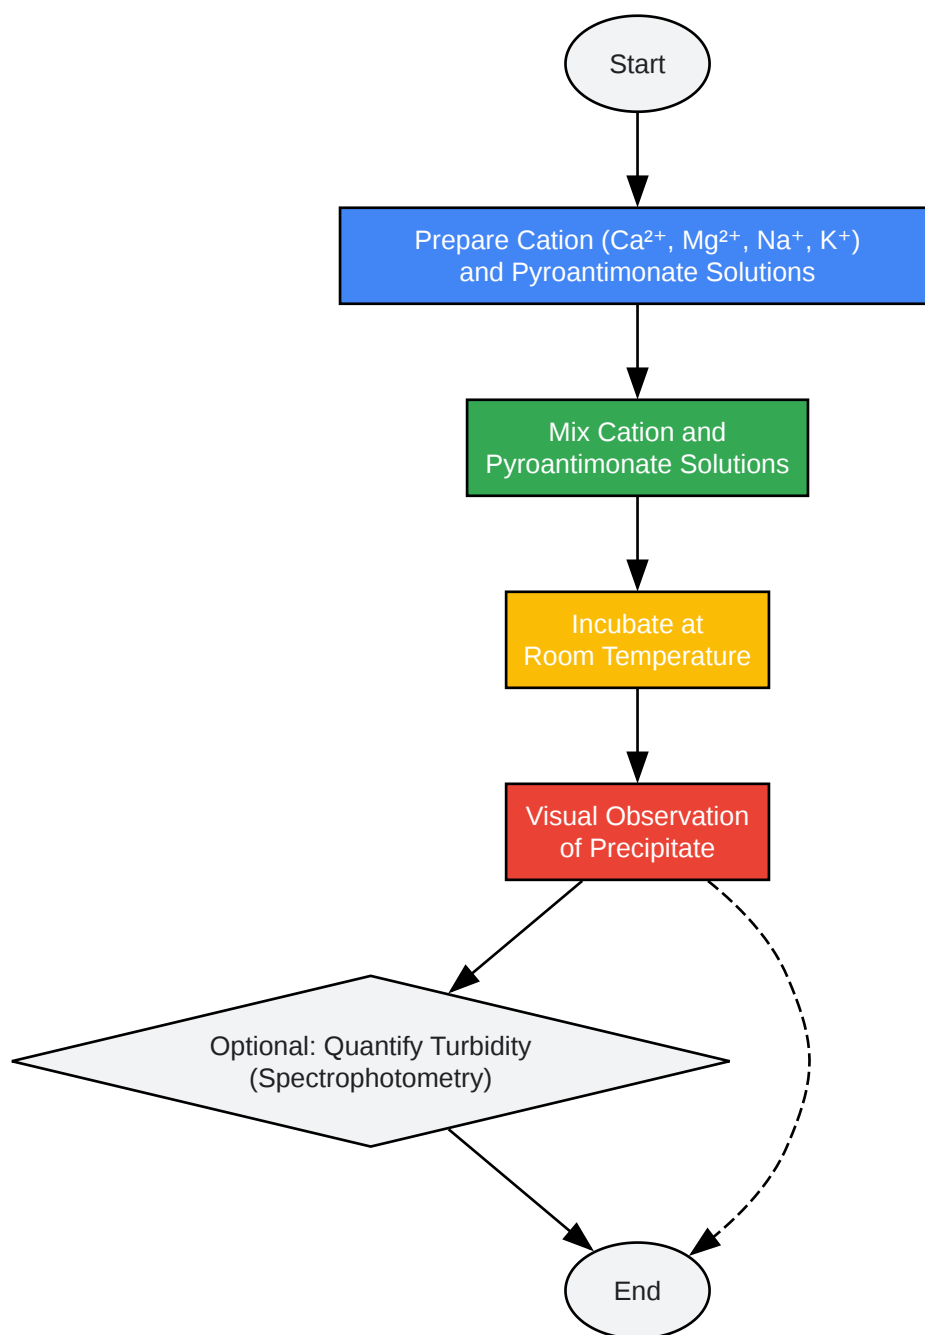 Start
Prepare Cation (Ca²⁺, Mg²⁺, Na⁺, K⁺)
and Pyroantimonate Solutions
Mix Cation and
Pyroantimonate Solutions
Incubate at
Room Temperature
Visual Observation
of Precipitate
Optional: Quantify Turbidity
(Spectrophotometry)
End